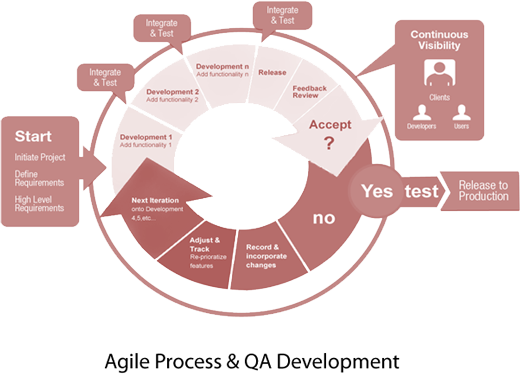 Integrate
& Test
Integrate
& Test
Integrate
& Test
Continuous
Visibility
Clients
Developers
Users
Start
Initiate Project
Define
Requirements
High Level
Requirements
Development 1
Add functionality 1
Development 2
Add functionality 2
Development n
Add functionality n
Release
Feedback
Review
Accept
?
Yes
test
Release to
Production
no
Record &
incorporate
changes
Adjust &
Track
Re-prioratize
features
Next Iteration
onto Development
4,5,etc...
Agile Process & QA Development